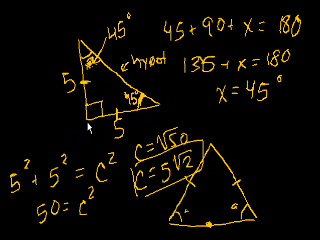 45°
45 + 90 + x = 180
hypot
135 + x = 180
5
45°
x = 45°
5
5² + 5² = C²
C = √50
C = 5√2
50 = C²